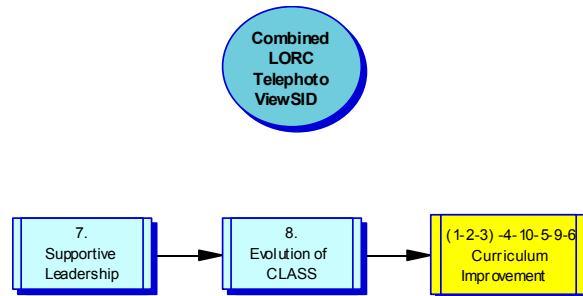 Combined
LORC
Telephoto
ViewSID
7.
Supportive
Leadership
8.
Evolution of
CLASS
(1-2-3) -4-10-5-9-6
Curriculum
Improvement